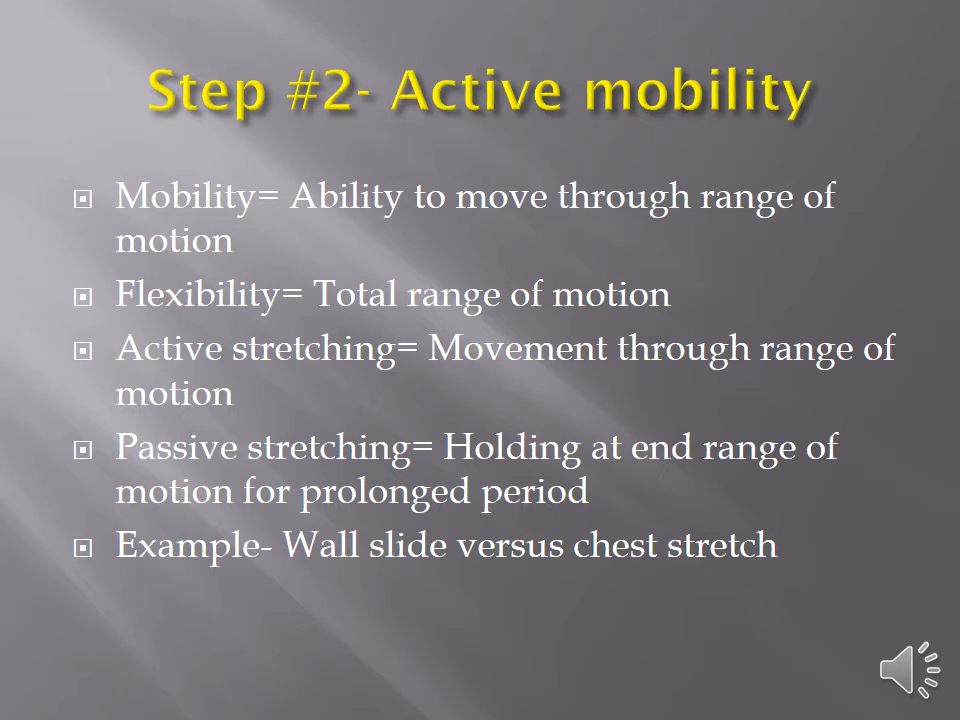 Step #2- Active mobility
Mobility= Ability to move through range of
motion
Flexibility= Total range of motion
Active stretching= Movement through range of
motion
Passive stretching= Holding at end range of
motion for prolonged period
Example- Wall slide versus chest stretch